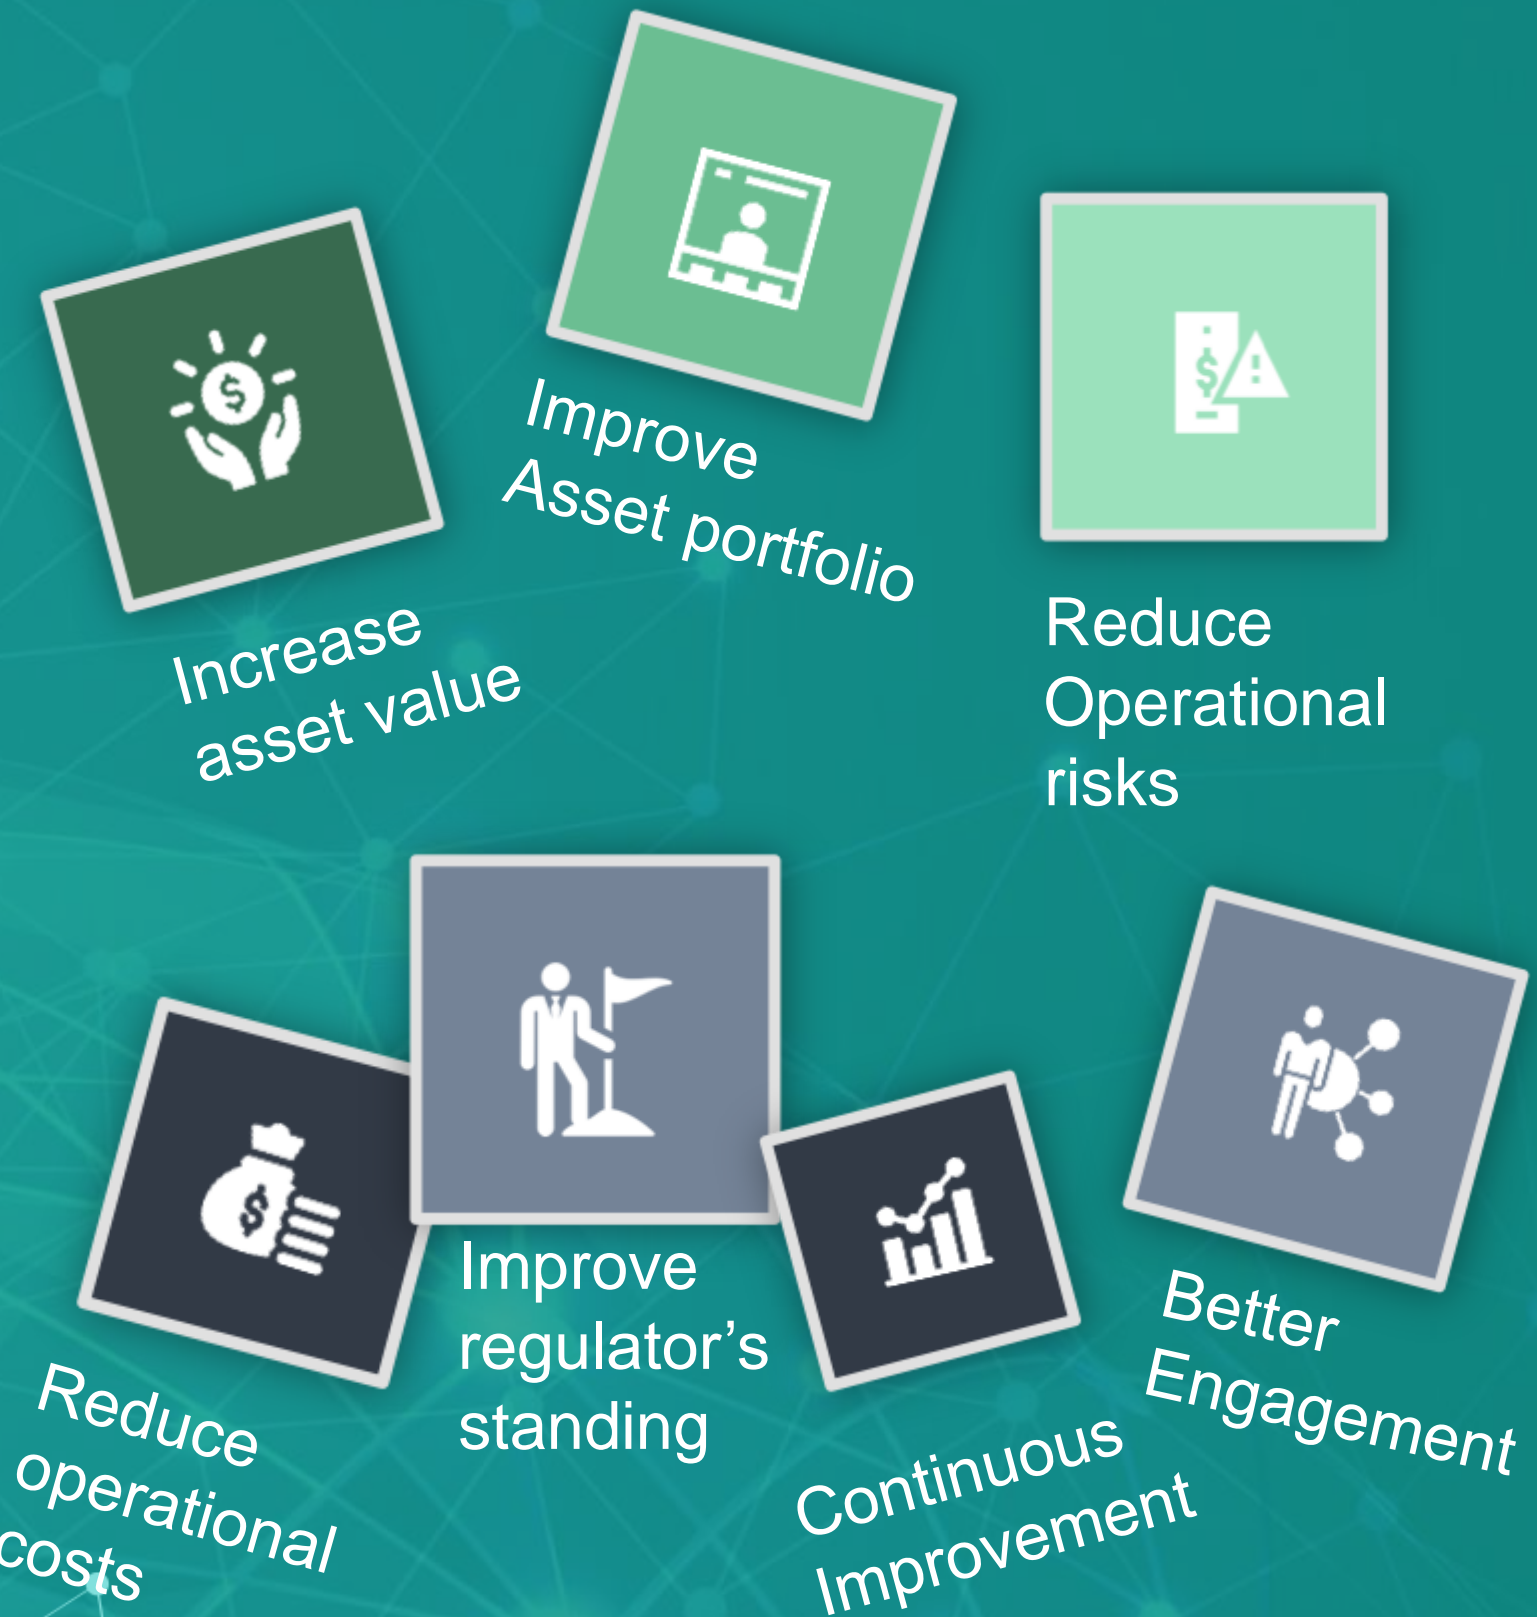 Increase
asset value
Improve
Asset portfolio
Reduce
Operational
risks
Reduce
operational
costs
Improve
regulator’s
standing
Continuous
Improvement
Better
Engagement